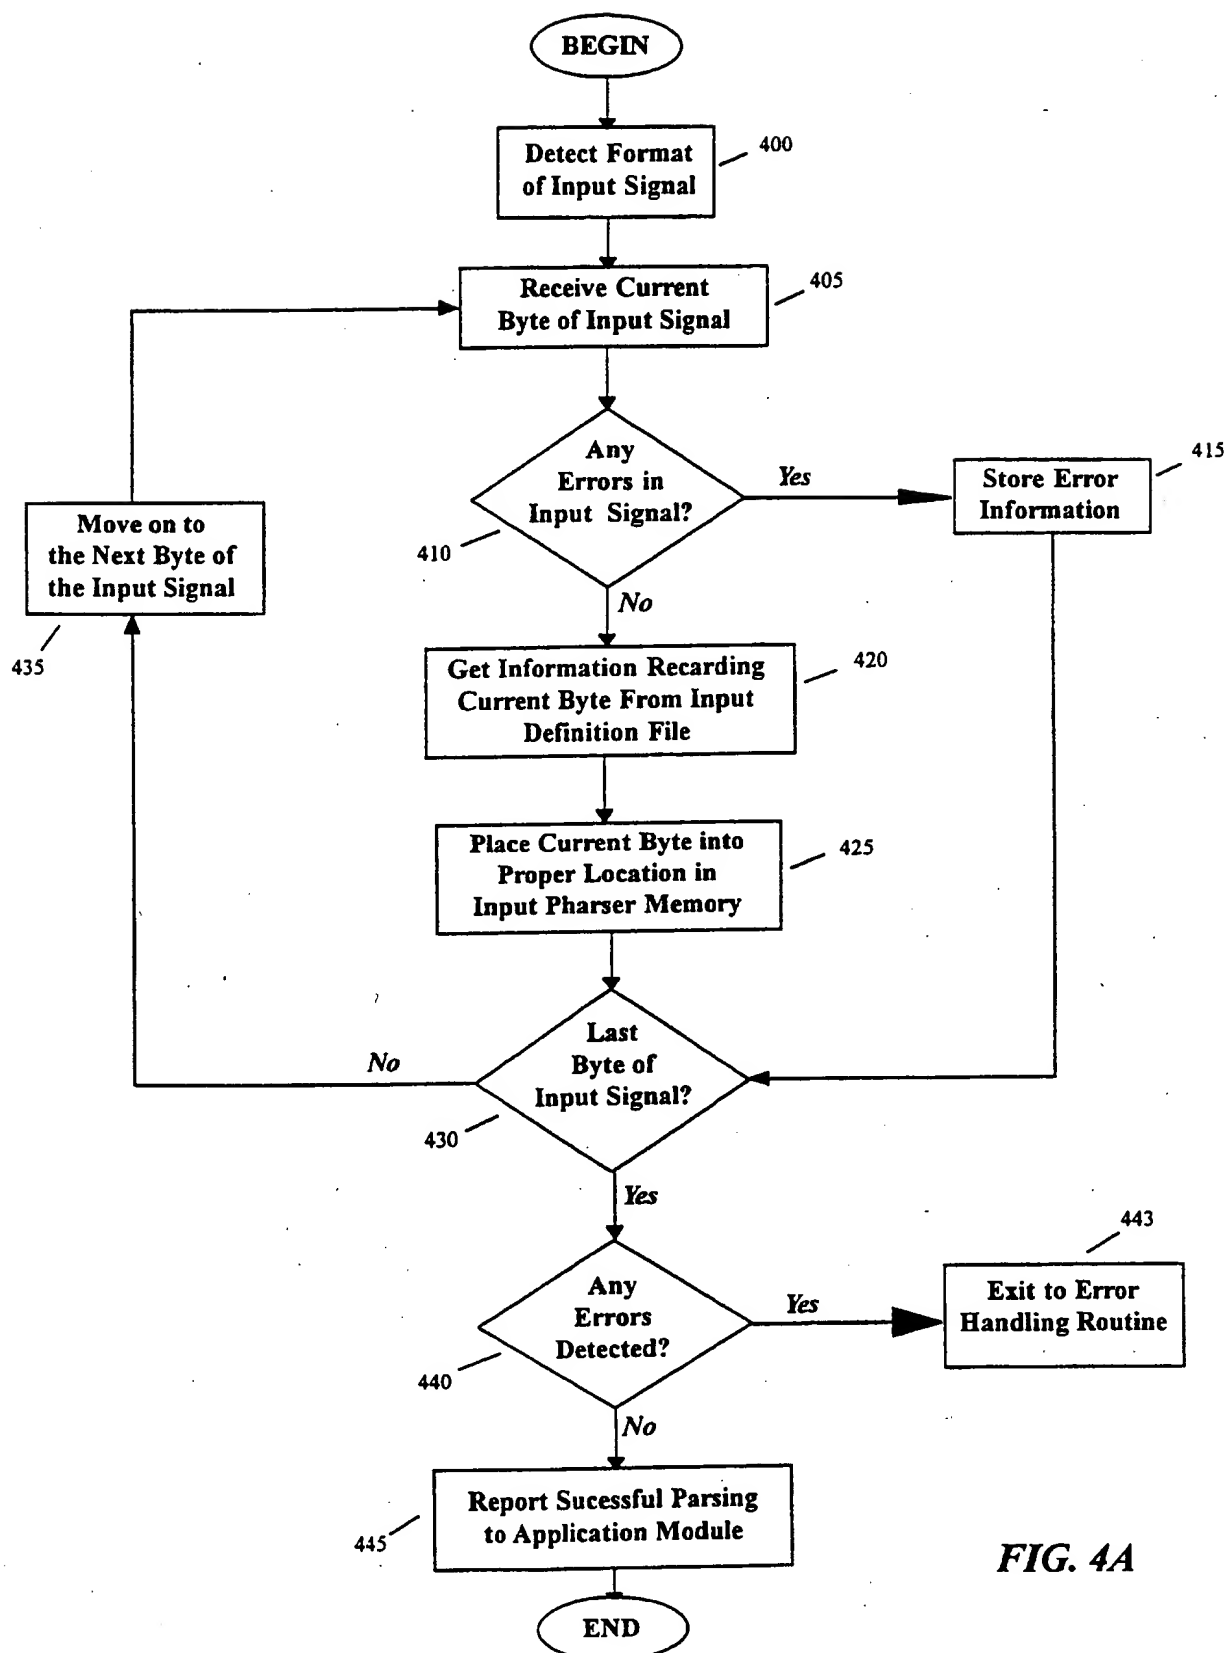 BEGIN
Detect Format
of Input Signal
400
Receive Current
Byte of Input Signal
405
Any
Errors in
Input Signal?
410
Yes
Store Error
Information
415
Move on to
the Next Byte of
the Input Signal
435
No
Get Information Recarding
Current Byte From Input
Definition File
420
Place Current Byte into
Proper Location in
Input Pharser Memory
425
Last
Byte of
Input Signal?
430
No
Yes
Any
Errors
Detected?
440
Yes
Exit to Error
Handling Routine
443
No
Report Sucessful Parsing
to Application Module
445
FIG. 4A
END